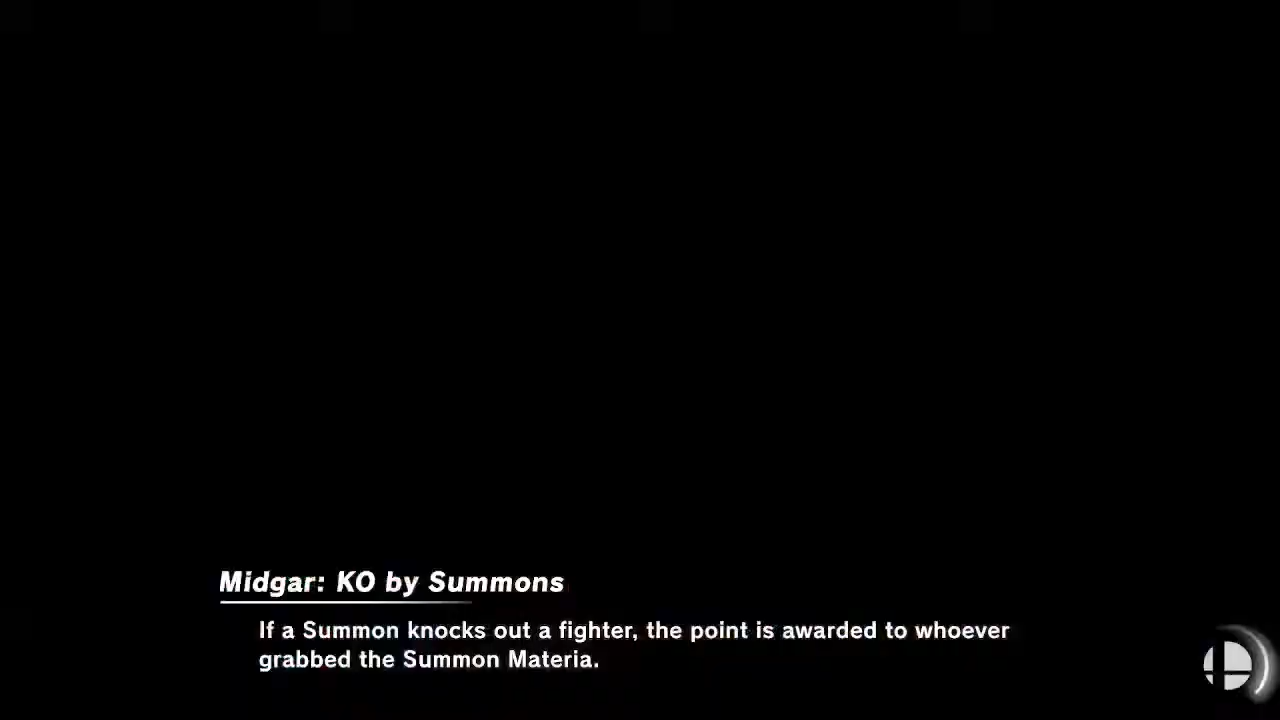 Midgar: KO by Summons
If a Summon knocks out a fighter, the point is awarded to whoever
grabbed the Summon Materia.